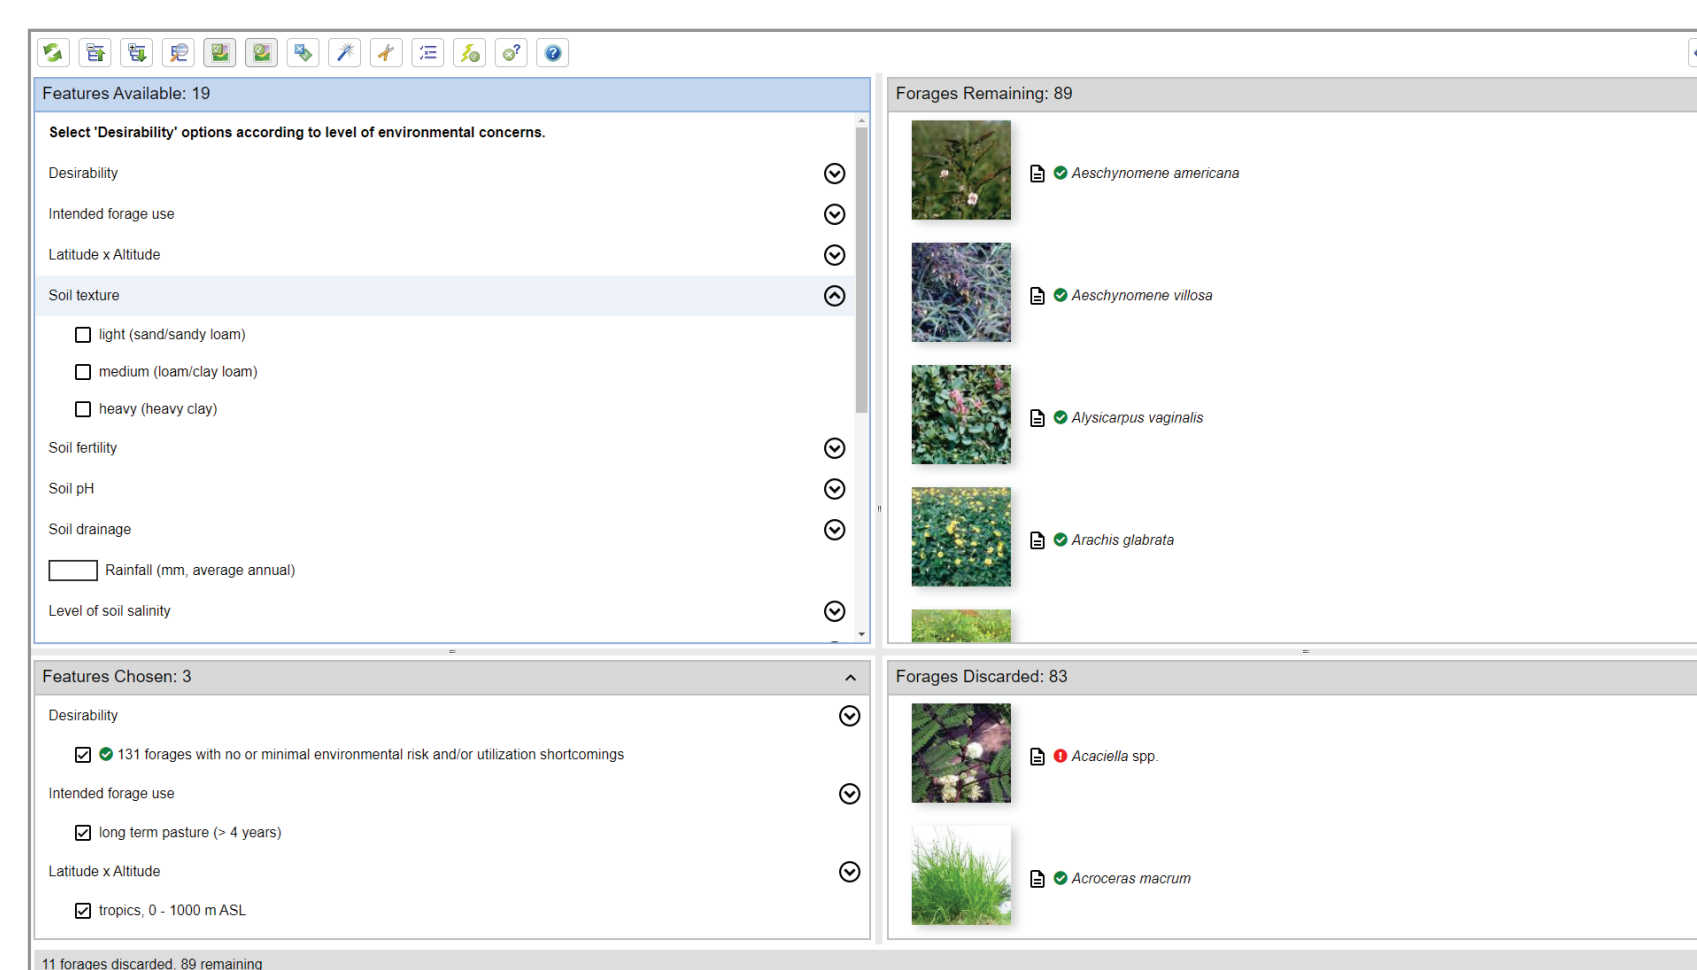 Features Available: 19
Select 'Desirability' options according to level of environmental concerns.
Desirability
Intended forage use
Latitude x Altitude
Soil texture
light (sand/sandy loam)
medium (loam/clay loam)
heavy (heavy clay)
Soil fertility
Soil pH
Soil drainage
Rainfall (mm, average annual)
Level of soil salinity
Forages Remaining: 89
Aeschynomene americana
Aeschynomene villosa
Alysicarpus vaginalis
Arachis glabrata
Features Chosen: 3
Desirability
131 forages with no or minimal environmental risk and/or utilization shortcomings
Intended forage use
long term pasture (> 4 years)
Latitude x Altitude
tropics, 0 - 1000 m ASL
Forages Discarded: 83
Acaciella spp.
Acroceras macrum
11 forages discarded, 89 remaining